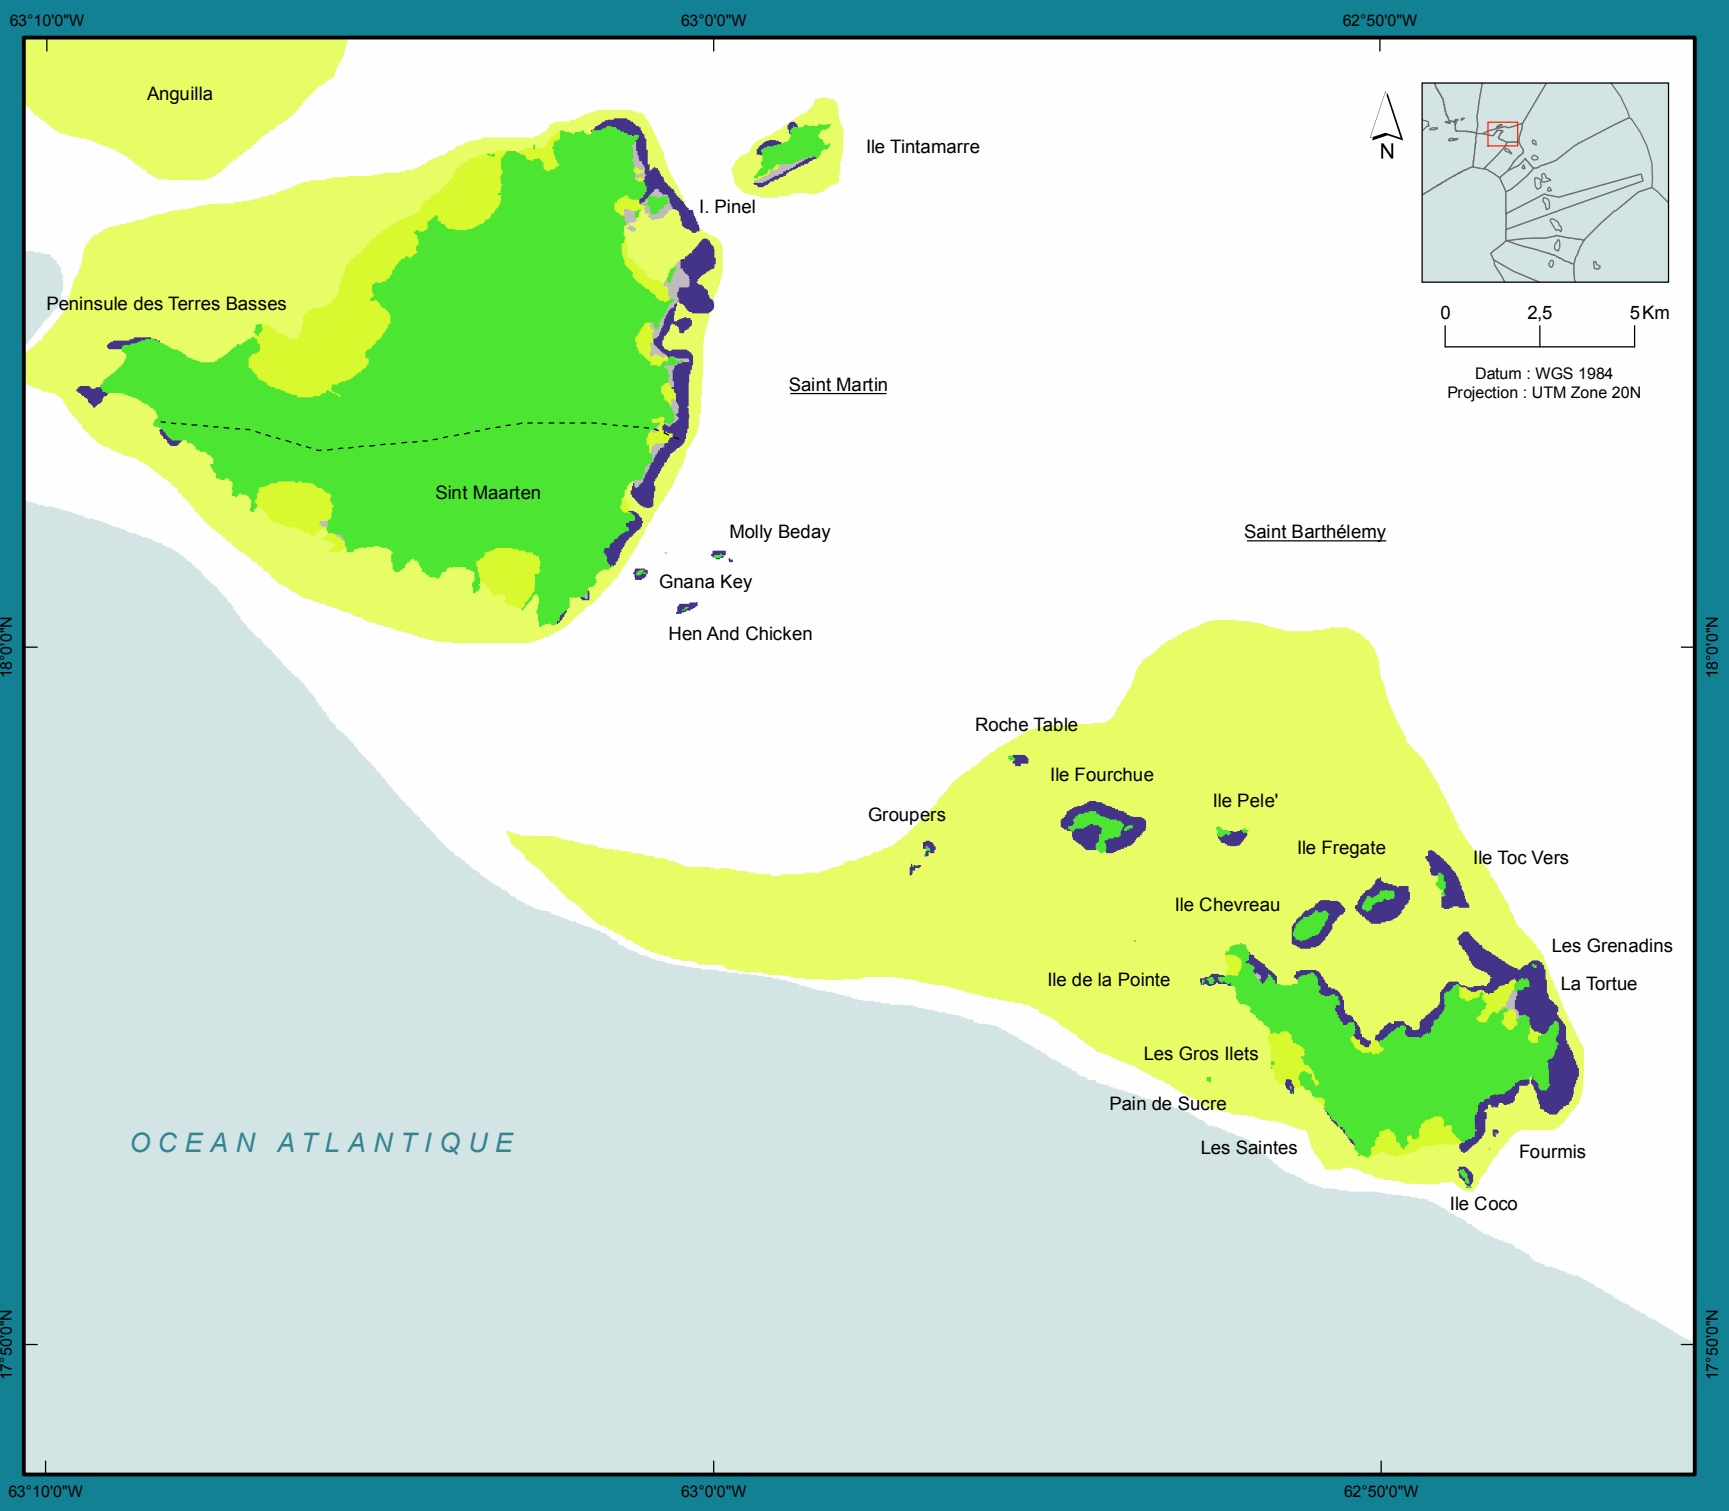 63°10'0"W
63°0'0"W
62°50'0"W
Anguilla
Ile Tintamarre
N
I. Pinel
Peninsule des Terres Basses
0 2,5 5 Km
Datum : WGS 1984
Projection : UTM Zone 20N
Saint Martin
Sint Maarten
Molly Beday
Saint Barthélemy
Gnana Key
Hen And Chicken
18°0'0"N
18°0'0"N
Roche Table
Ile Fourchue
Ile Pele'
Groupers
Ile Fregate
Ile Toc Vers
Ile Chevreau
Les Grenadins
Ile de la Pointe
La Tortue
Les Gros Ilets
Pain de Sucre
OCEAN ATLANTIQUE
Les Saintes
Fourmis
Ile Coco
17°50'0"N
17°50'0"N
63°10'0"W
63°0'0"W
62°50'0"W